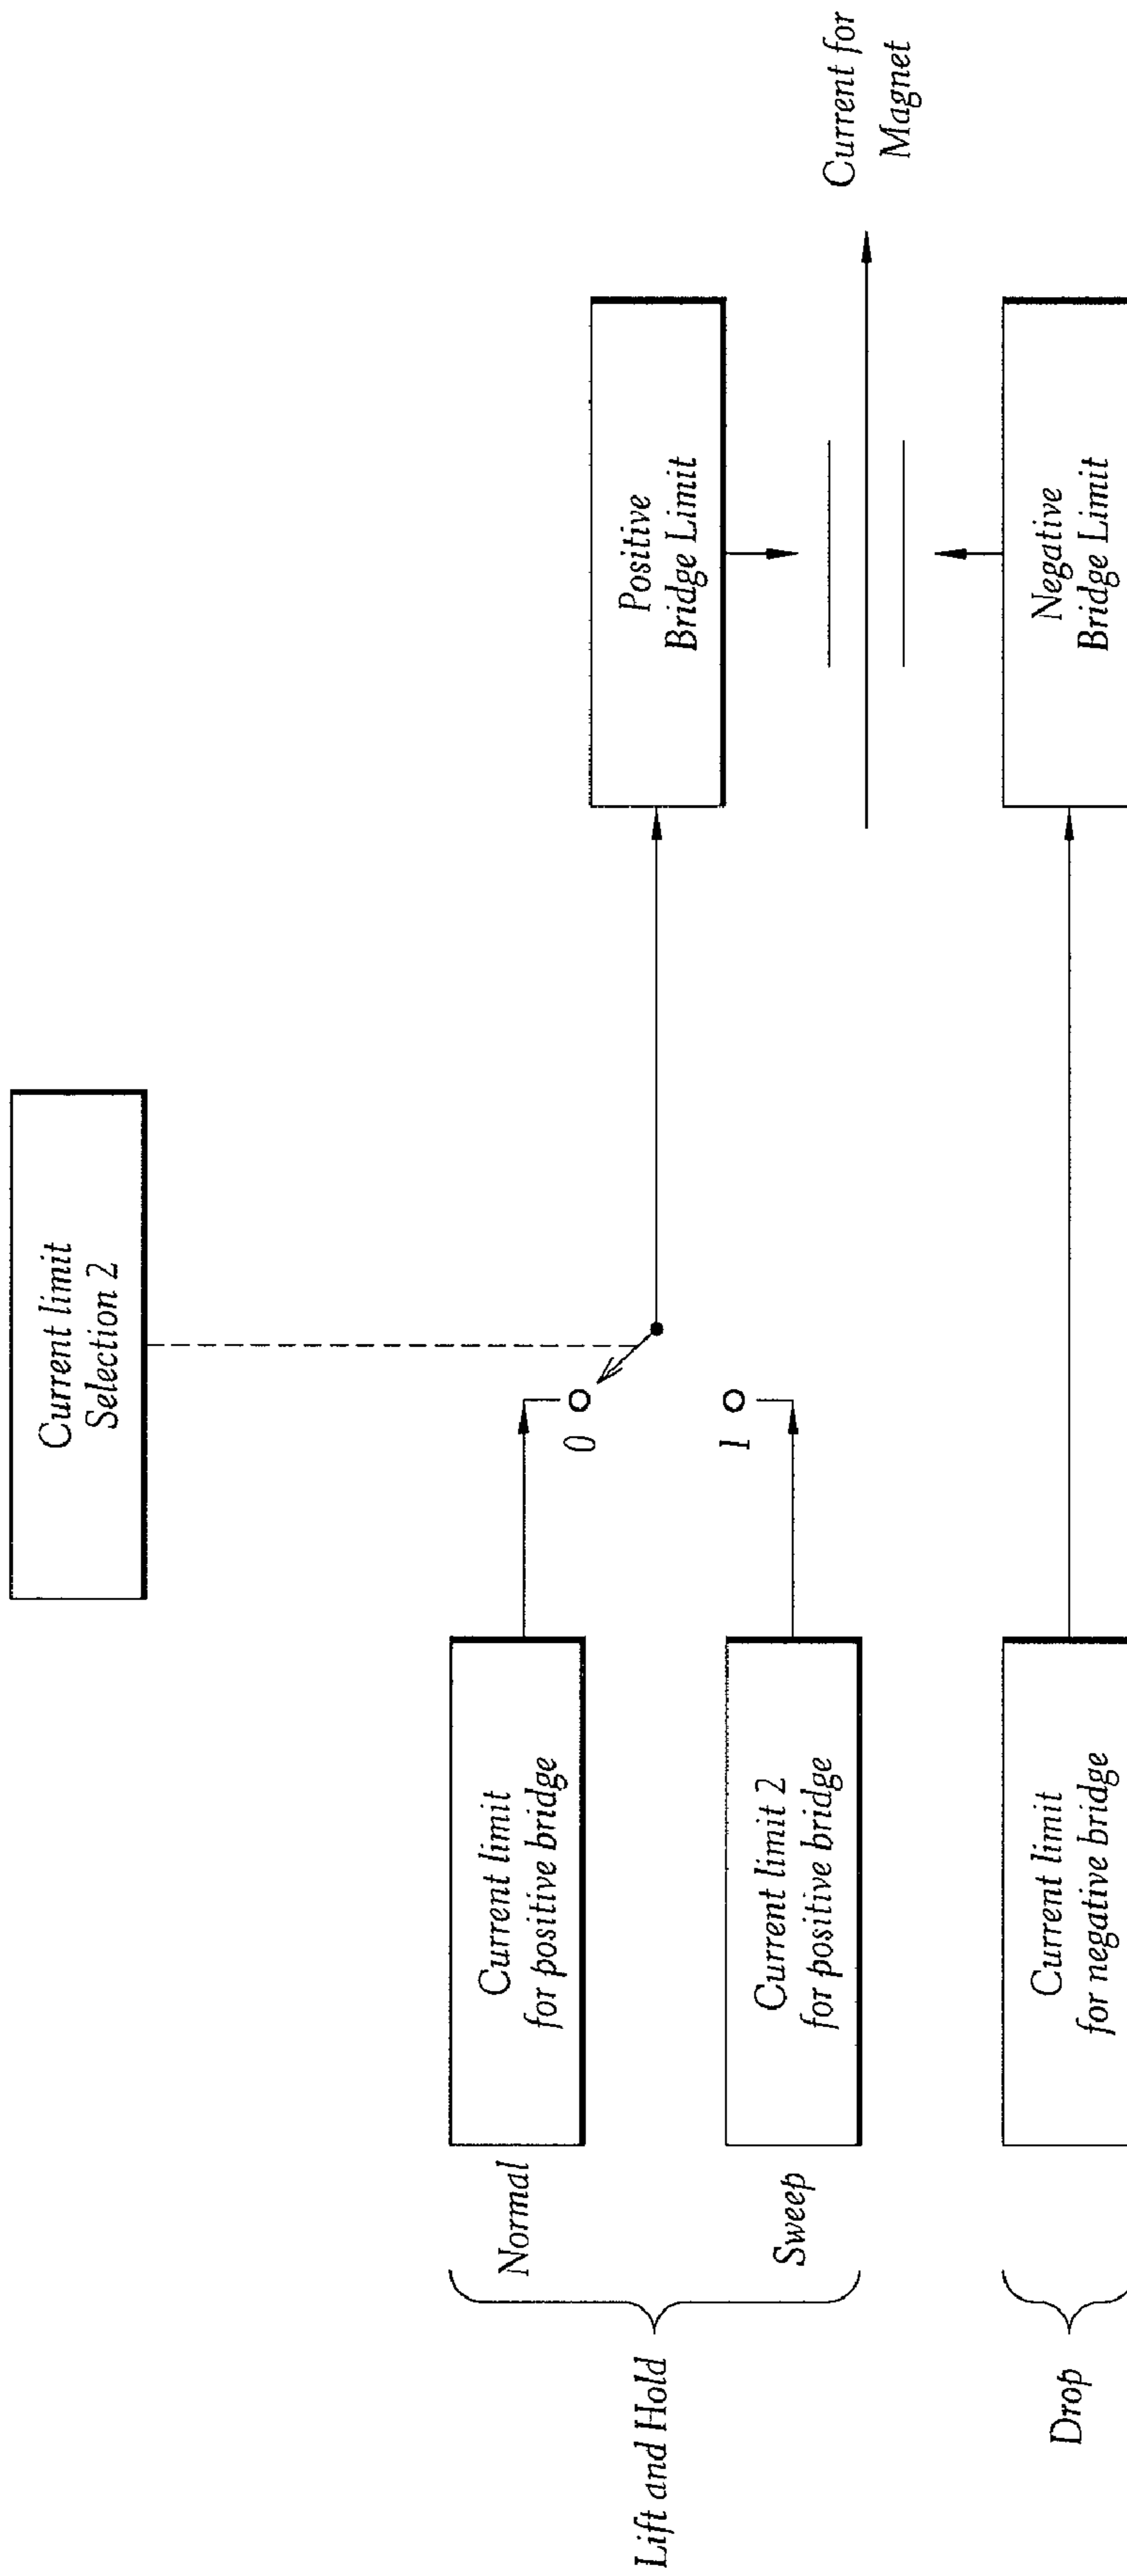 Current limit
Selection 2
Lift and Hold
Normal
Current limit
for positive bridge
0
Sweep
Current limit 2
for positive bridge
1
Positive
Bridge Limit
Current for
Magnet
Drop
Current limit
for negative bridge
Negative
Bridge Limit